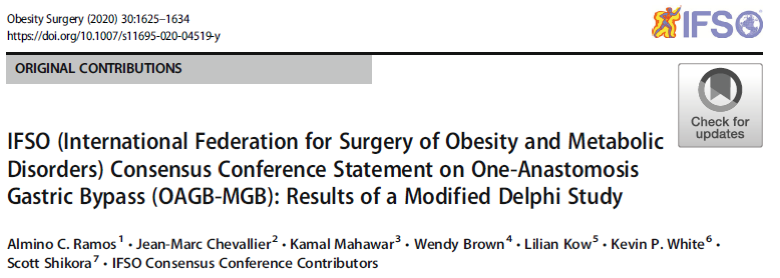 Obesity Surgery (2020) 30:1625–1634
https://doi.org/10.1007/s11695-020-04519-y
IFSO
ORIGINAL CONTRIBUTIONS
Check for
updates
IFSO (International Federation for Surgery of Obesity and Metabolic
Disorders) Consensus Conference Statement on One-Anastomosis
Gastric Bypass (OAGB-MGB): Results of a Modified Delphi Study
Almino C. Ramos¹ · Jean-Marc Chevallier² · Kamal Mahawar³ · Wendy Brown⁴ · Lilian Kow⁵ · Kevin P. White⁶ ·
Scott Shikora⁷ · IFSO Consensus Conference Contributors